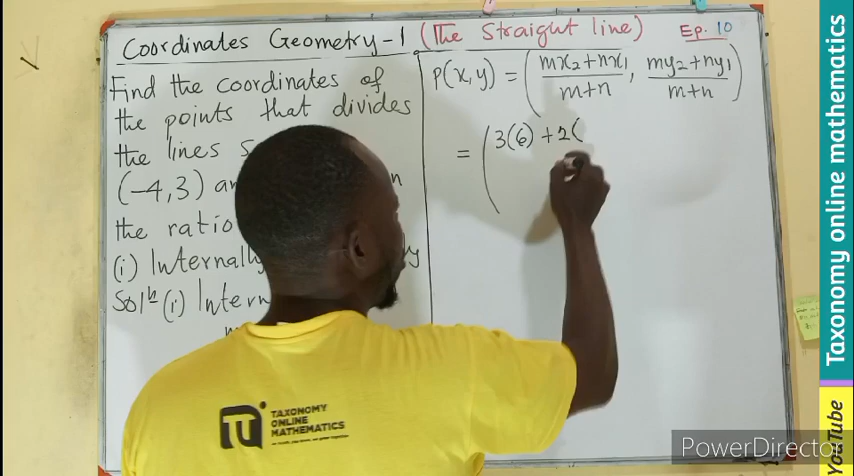 Coordinates Geometry-1 (The Straight line) Ep. 10
Find the coordinates of
the points that divides
the lines
(-4,3)
the ratio
(i) Internally
Solⁿ (i) Intern
P(x,y) = (mx₂+nx₁/m+n, my₂+ny₁/m+n)
= (3(6)+2(
TAXONOMY
ONLINE
MATHEMATICS
Taxonomy online mathematics
YouTube
PowerDirector